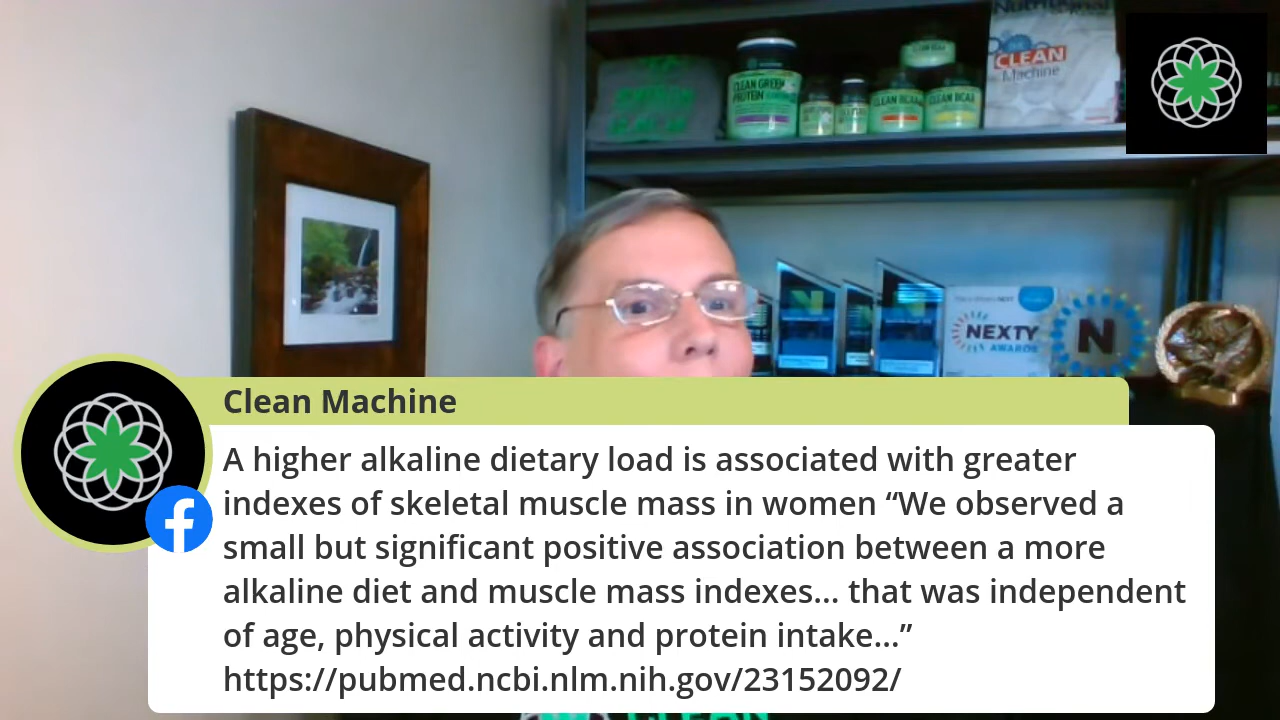 Nutritional
CLEAN
Machine
CLEAN GREEN
PROTEIN
CLEAN BCAA
CLEAN BCAA
NEXTY
AWARDS
N
Clean Machine
A higher alkaline dietary load is associated with greater
indexes of skeletal muscle mass in women “We observed a
small but significant positive association between a more
alkaline diet and muscle mass indexes... that was independent
of age, physical activity and protein intake...”
https://pubmed.ncbi.nlm.nih.gov/23152092/
CLEAN